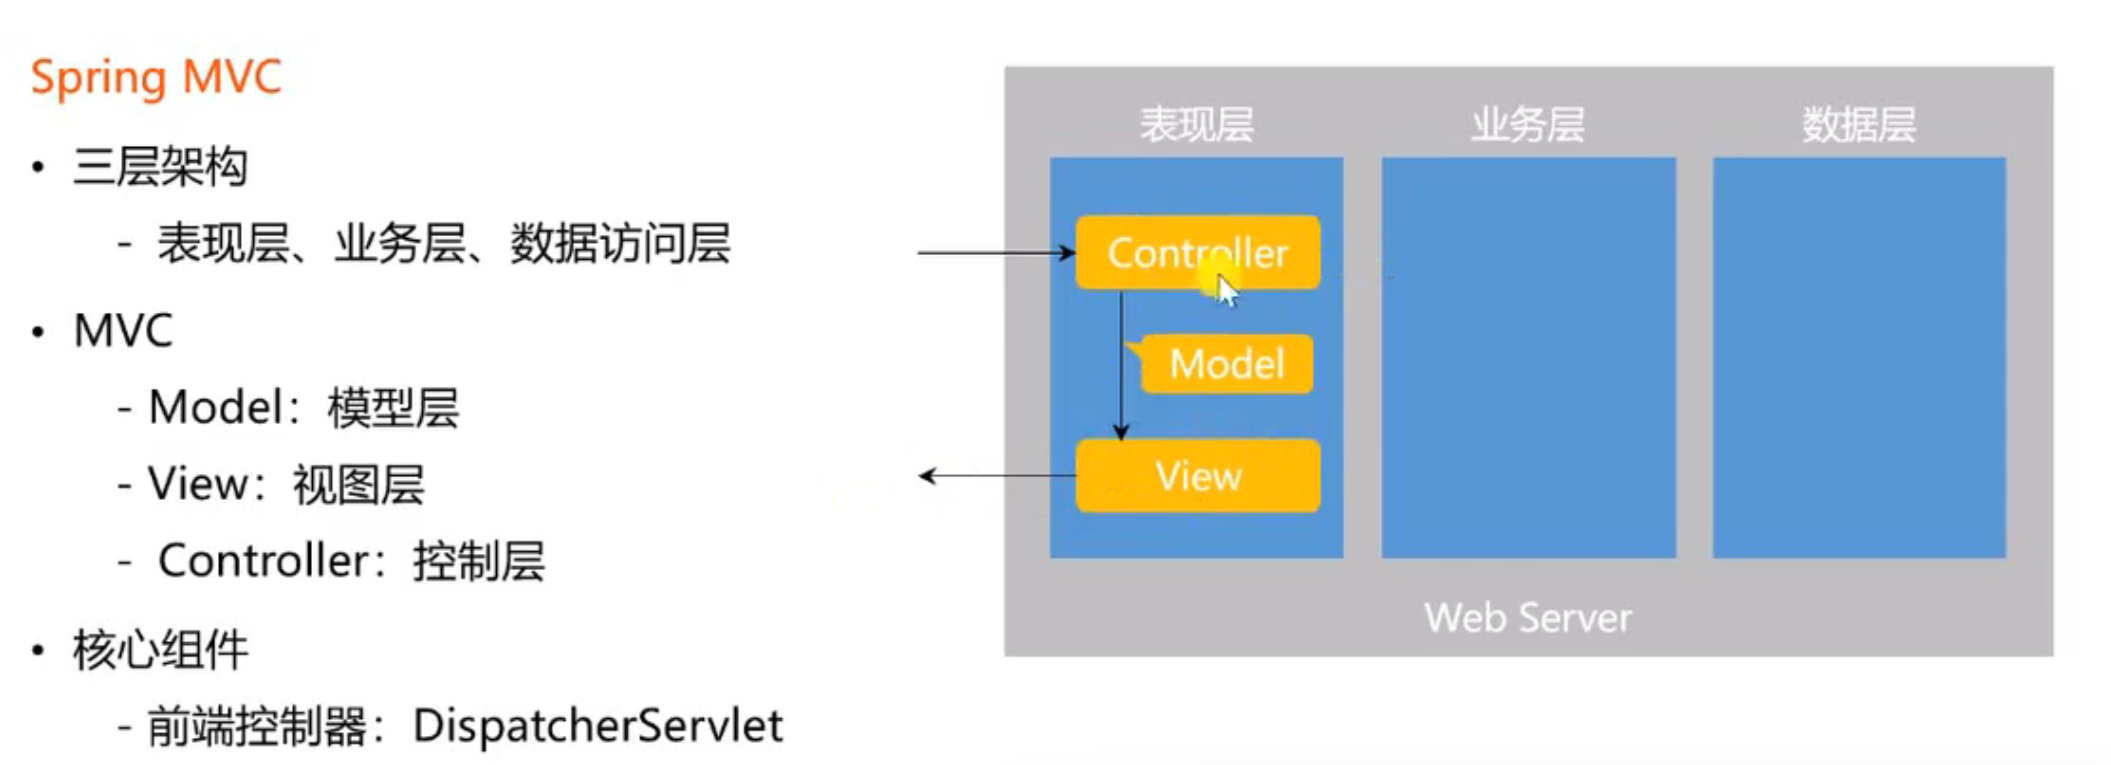 Spring MVC
• 三层架构
- 表现层、业务层、数据访问层
• MVC
- Model：模型层
- View：视图层
- Controller：控制层
• 核心组件
- 前端控制器：DispatcherServlet
表现层
业务层
数据层
Controller
Model
View
Web Server